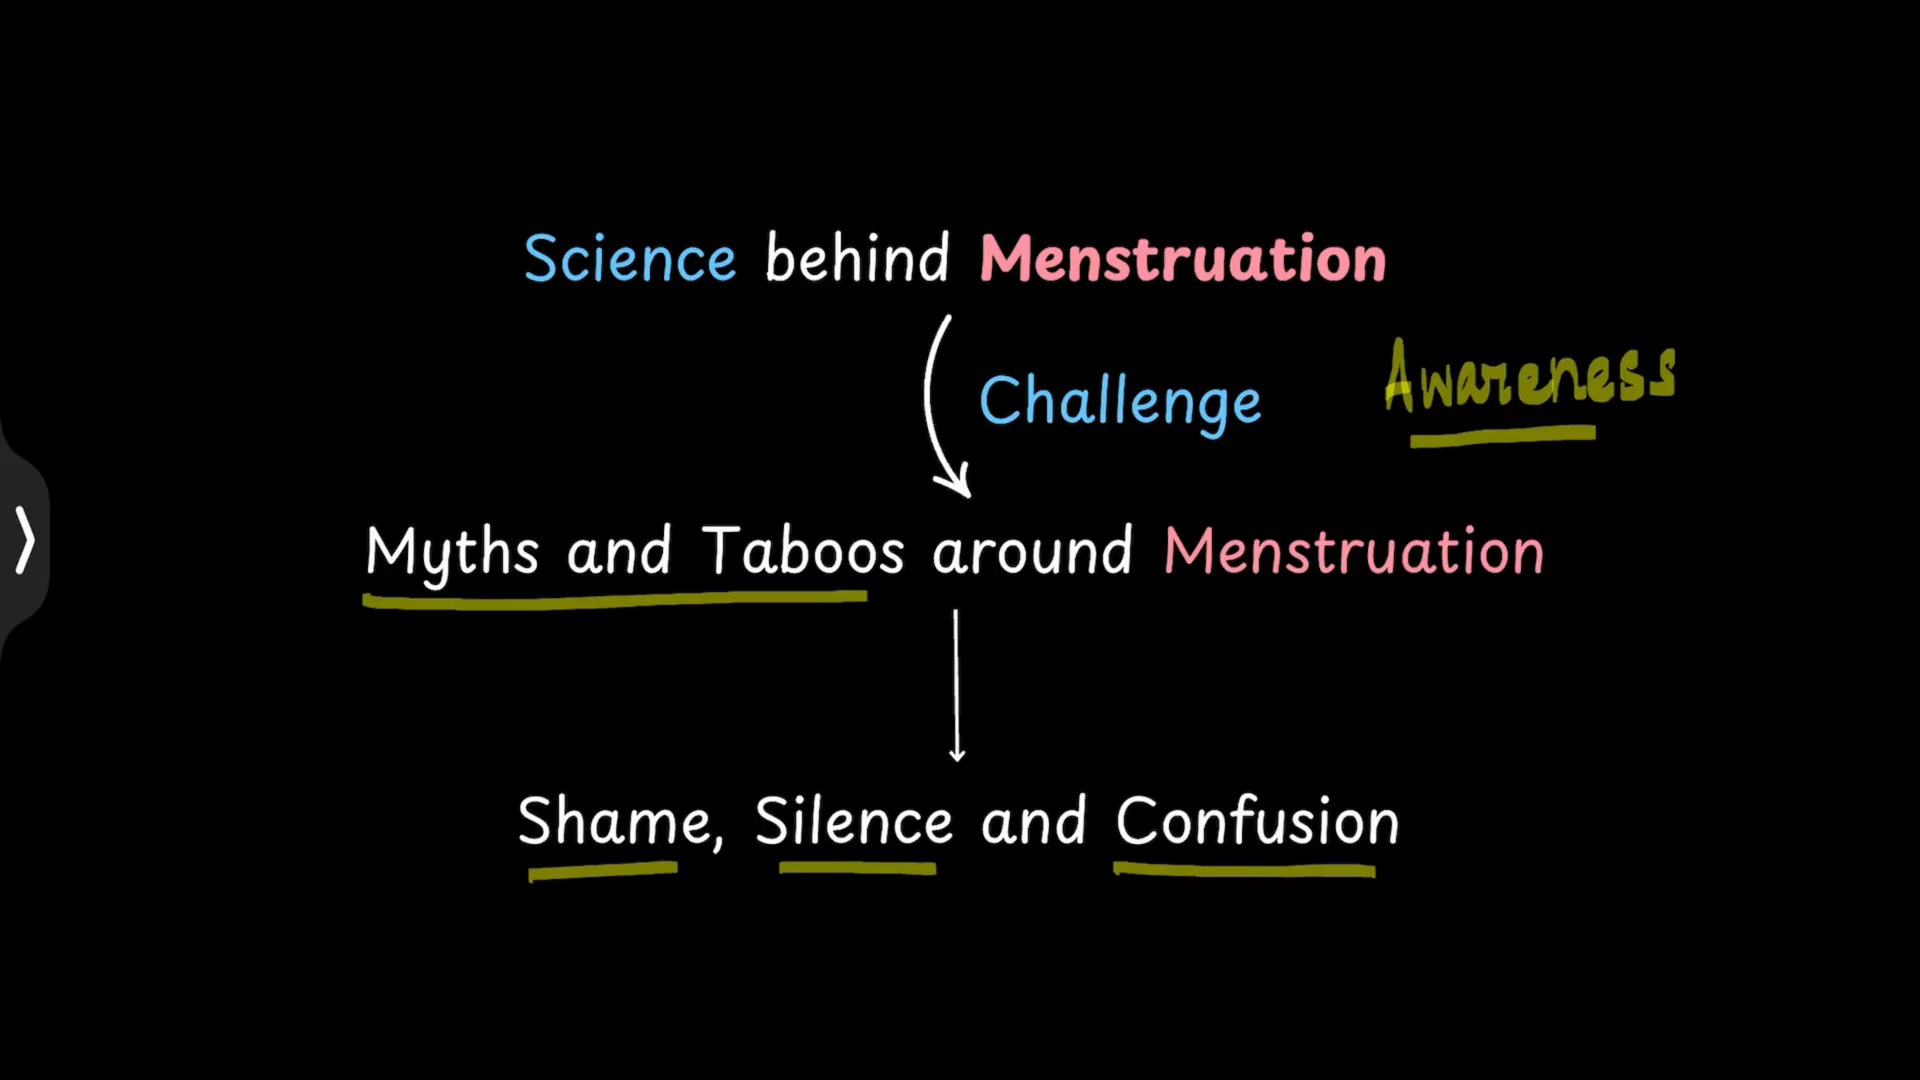 Science behind Menstruation
Challenge
Awareness
Myths and Taboos around Menstruation
Shame, Silence and Confusion